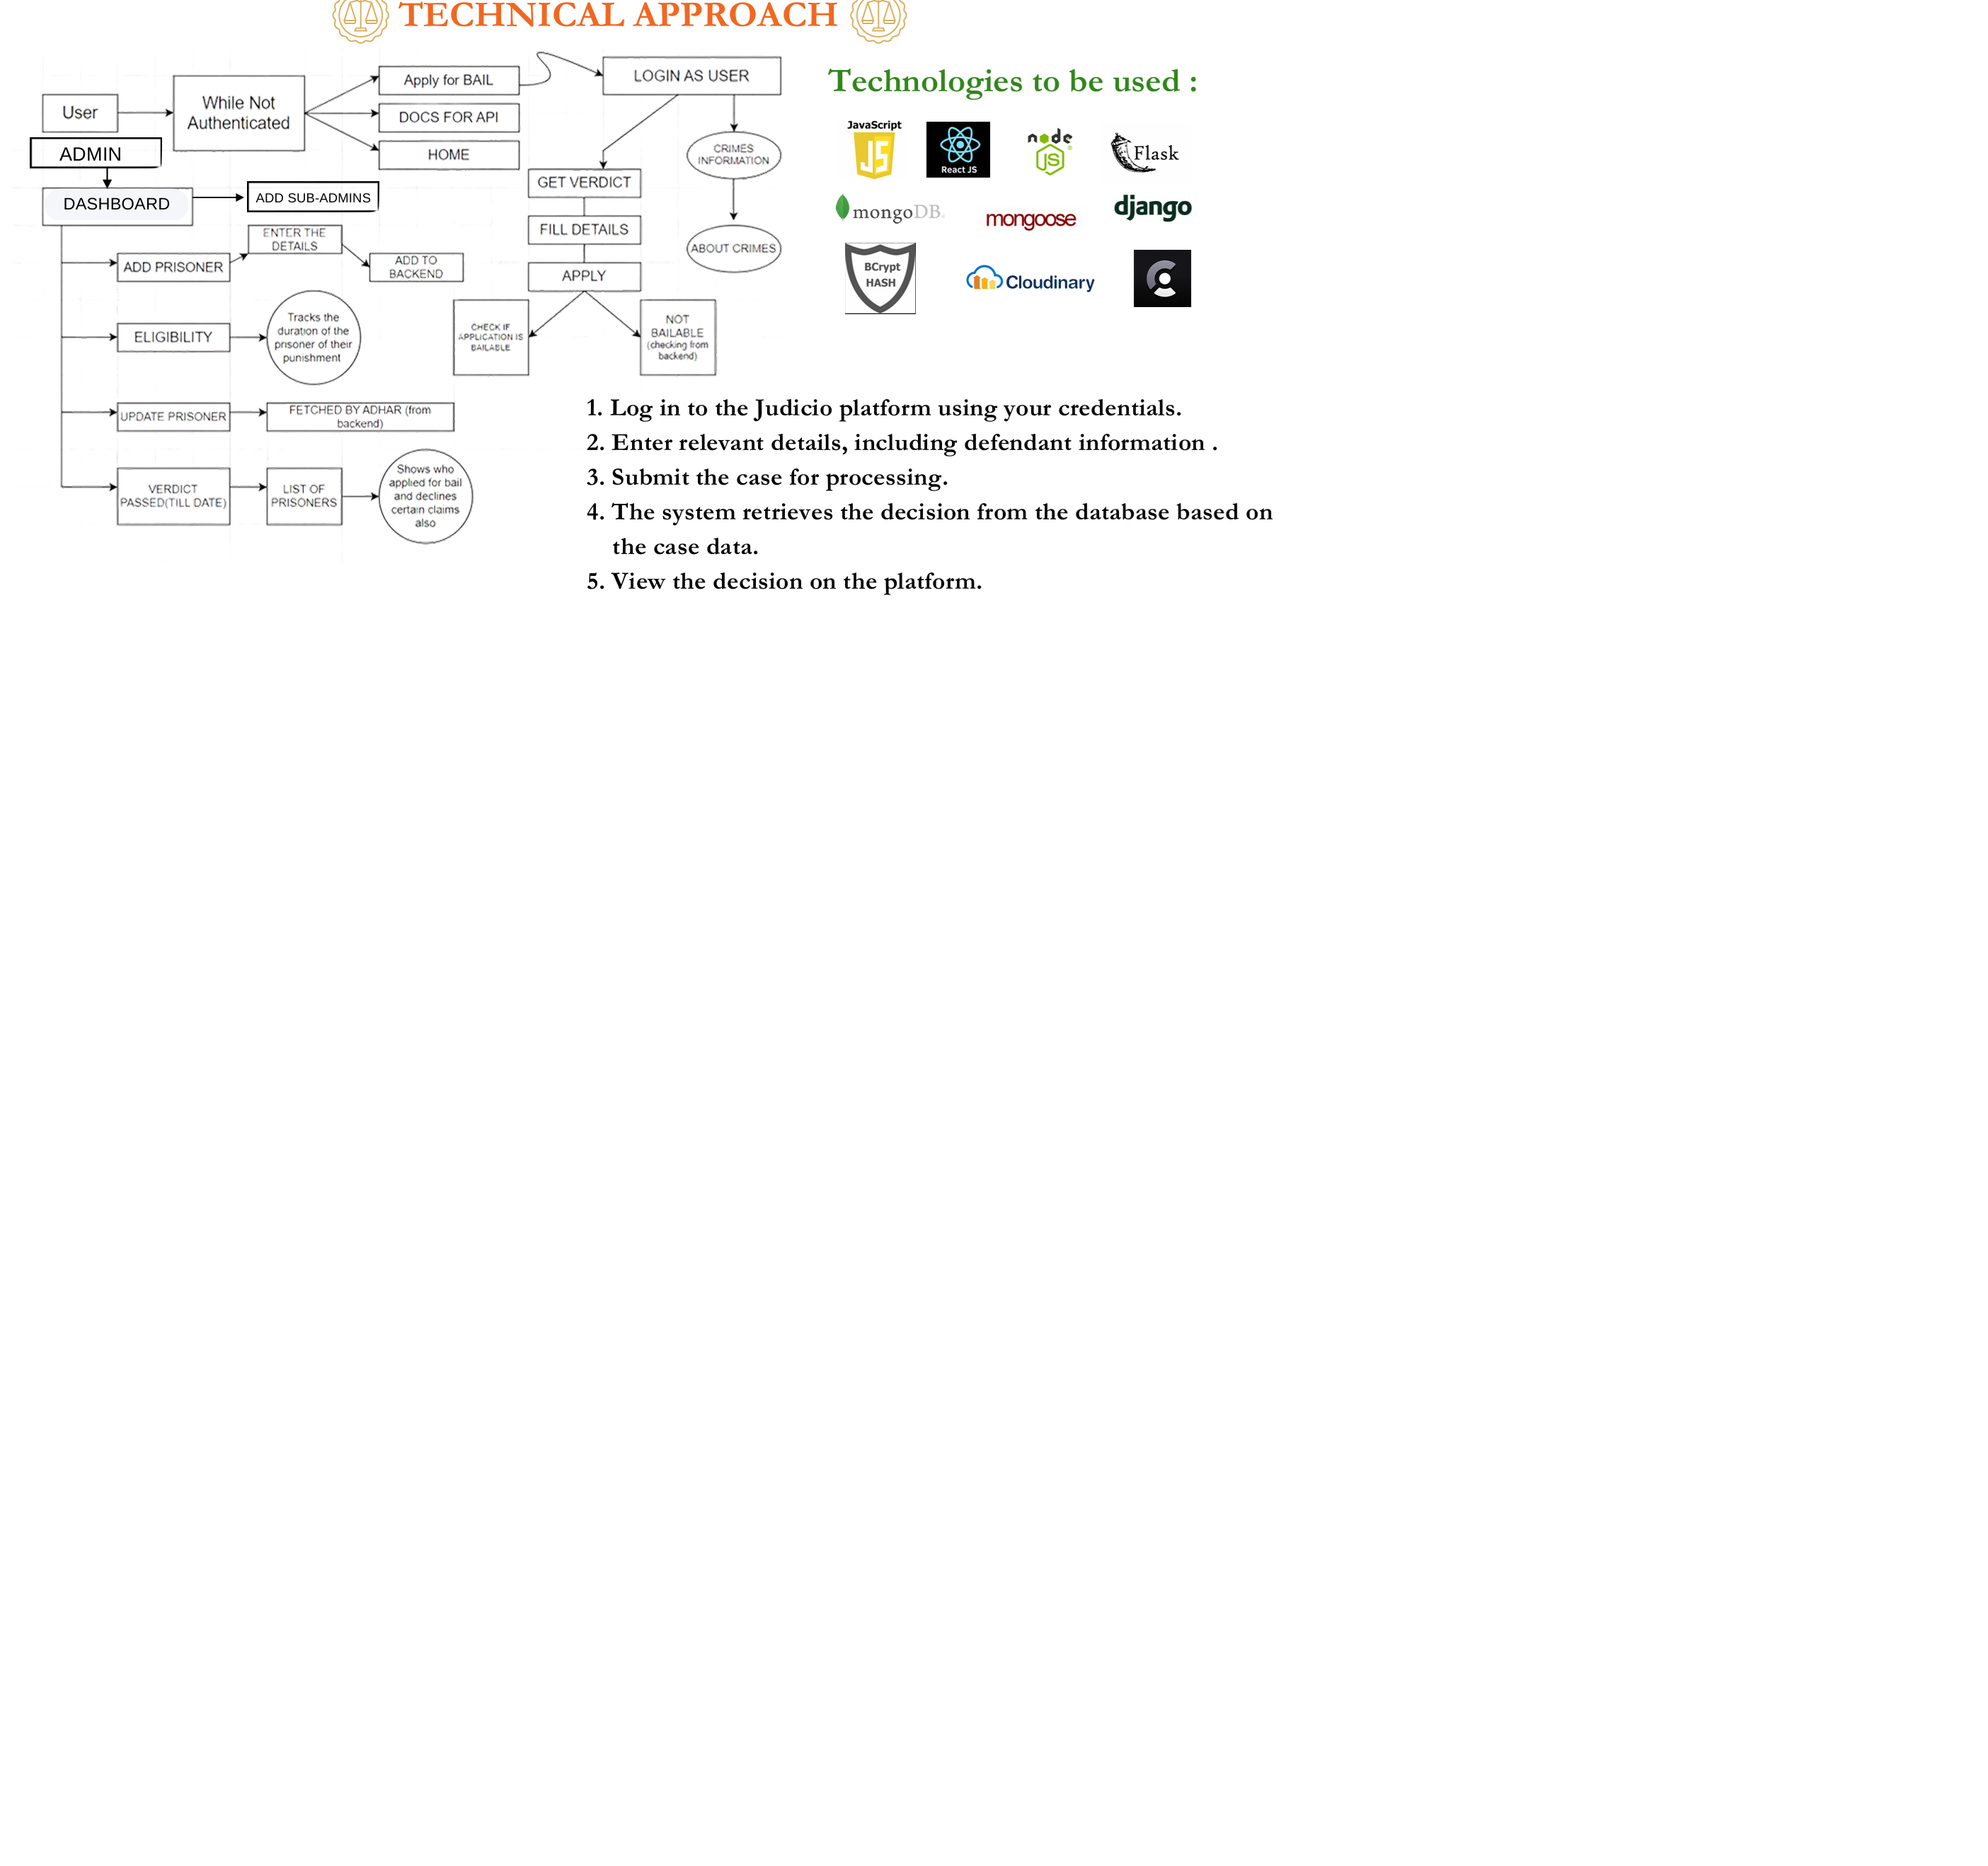 TECHNICAL APPROACH
User
While Not
Authenticated
Apply for BAIL
DOCS FOR API
HOME
LOGIN AS USER
CRIMES
INFORMATION
ABOUT CRIMES
GET VERDICT
FILL DETAILS
APPLY
CHECK IF
APPLICATION IS
BAILABLE
NOT
BAILABLE
(checking from
backend)
ADMIN
DASHBOARD
ADD SUB-ADMINS
ADD PRISONER
ENTER THE
DETAILS
ADD TO
BACKEND
ELIGIBILITY
Tracks the
duration of the
prisoner of their
punishment
UPDATE PRISONER
FETCHED BY ADHAR (from
backend)
VERDICT
PASSED(TILL DATE)
LIST OF
PRISONERS
Shows who
applied for bail
and declines
certain claims
also
Technologies to be used :
JavaScript
JS
React JS
node
JS
Flask
mongoDB.
mongoose
django
BCrypt
HASH
Cloudinary
1. Log in to the Judicio platform using your credentials.
2. Enter relevant details, including defendant information .
3. Submit the case for processing.
4. The system retrieves the decision from the database based on
the case data.
5. View the decision on the platform.